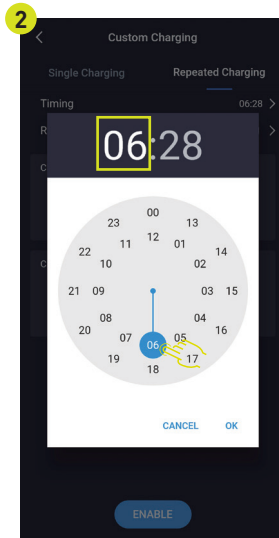 2
Custom Charging
Single Charging Repeated Charging
Timing 06:28
R
06:28
C
C
00
23 13
12
22 11 01 14
10 02
21 09 03 15
08 04
20 07 06 05 16
19 17
18
CANCEL OK
ENABLE